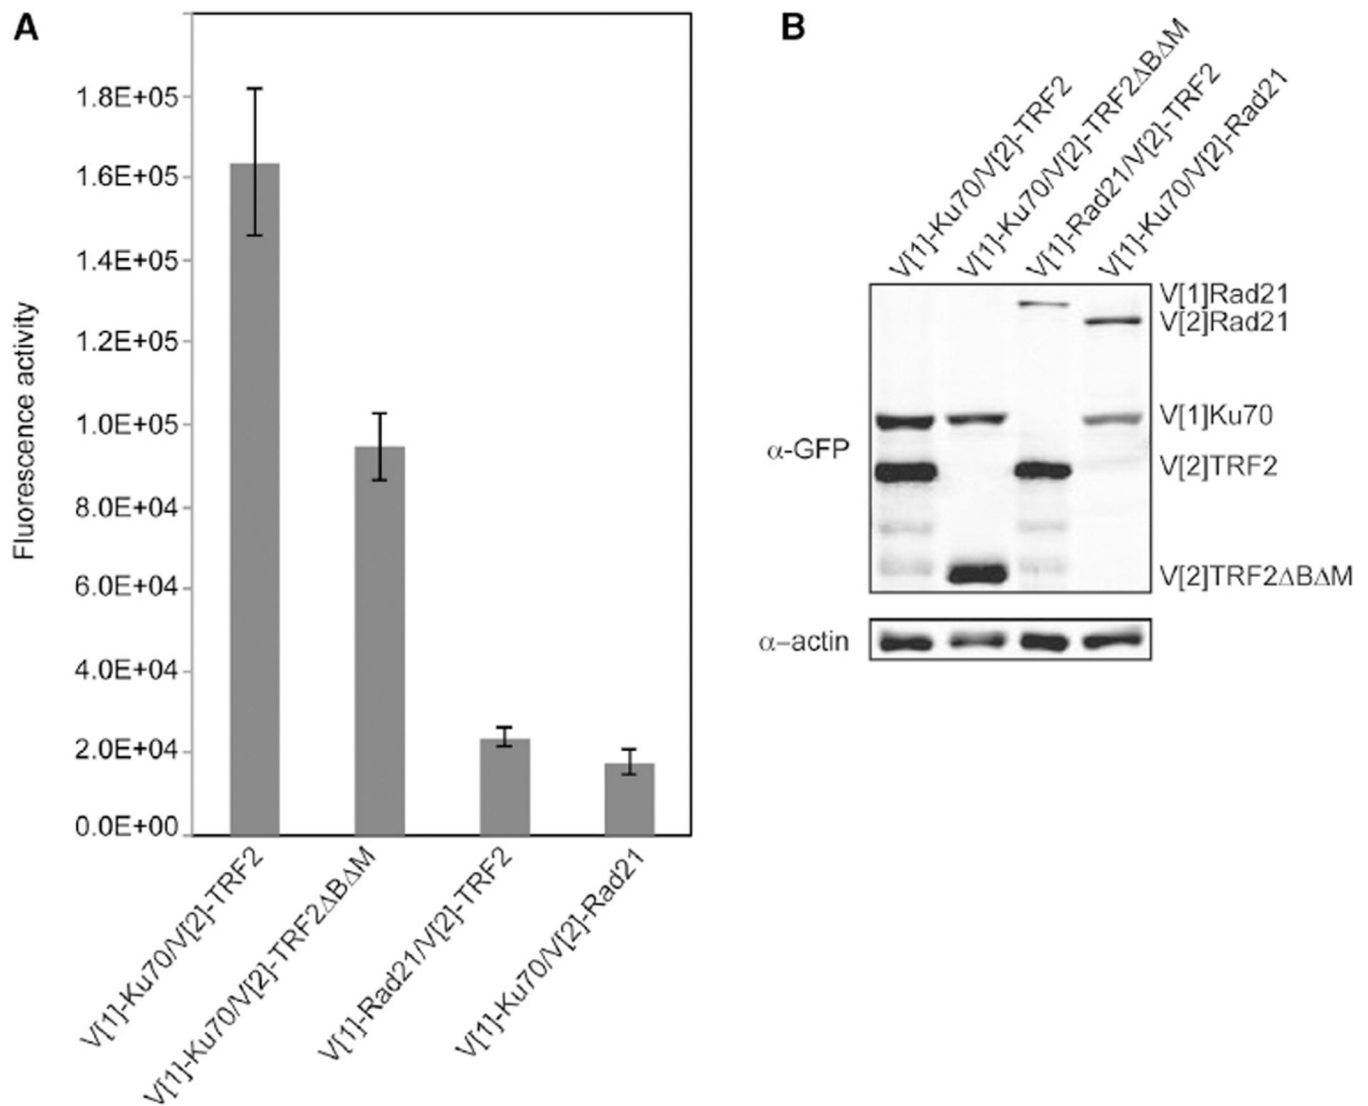 A
Fluorescence activity
1.8E+05
1.6E+05
1.4E+05
1.2E+05
1.0E+05
8.0E+04
6.0E+04
4.0E+04
2.0E+04
0.0E+00
V[1]-Ku70/V[2]-TRF2
V[1]-Ku70/V[2]-TRF2ΔBΔM
V[1]-Rad21/V[2]-TRF2
V[1]-Ku70/V[2]-Rad21
B
V[1]-Ku70/V[2]-TRF2
V[1]-Ku70/V[2]-TRF2ΔBΔM
V[1]-Rad21/V[2]-TRF2
V[1]-Ku70/V[2]-Rad21
V[1]Rad21
V[2]Rad21
V[1]Ku70
α-GFP
V[2]TRF2
V[2]TRF2ΔBΔM
α–actin